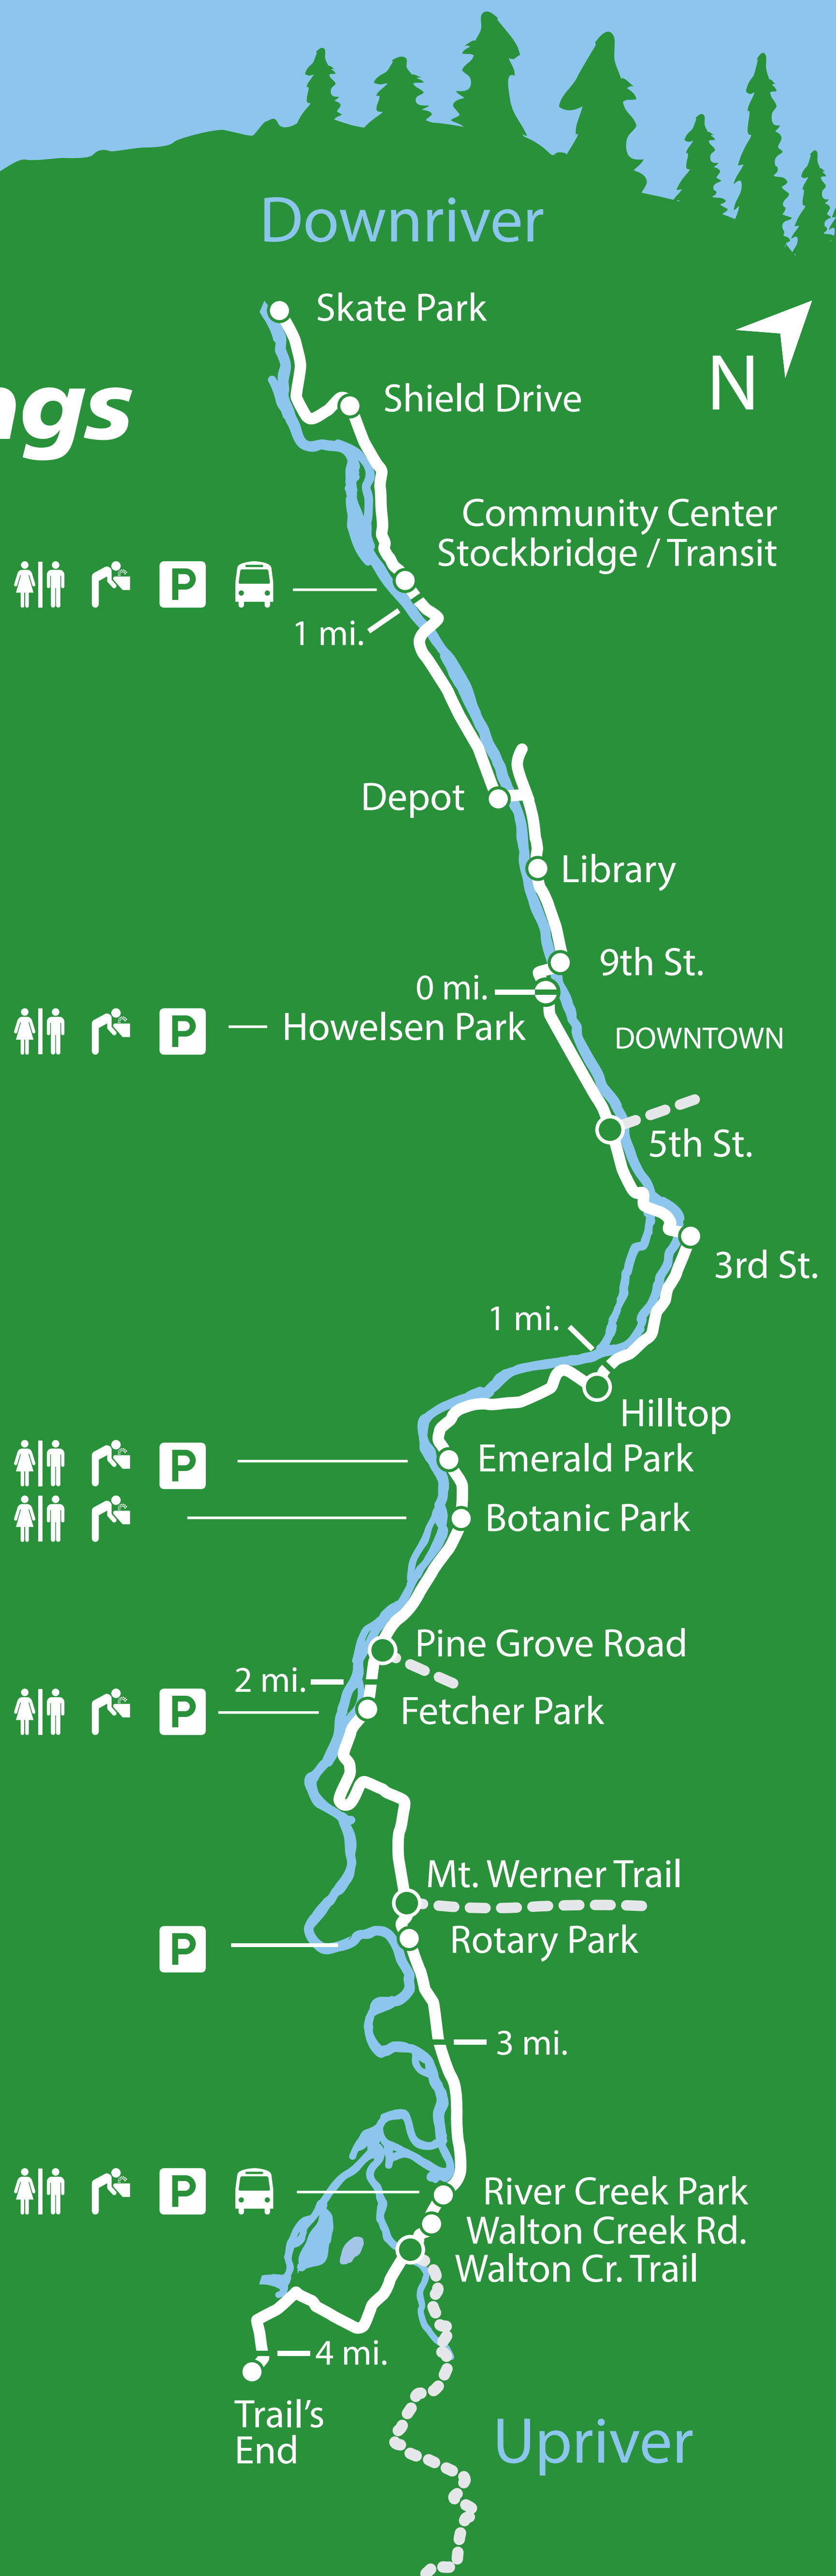 Downriver
Skate Park
N
ngs
Shield Drive
Community Center
Stockbridge / Transit
P
1 mi.
Depot
Library
9th St.
0 mi.
P
Howelsen Park
DOWNTOWN
5th St.
3rd St.
1 mi.
Hilltop
P
Emerald Park
Botanic Park
Pine Grove Road
2 mi.
P
Fetcher Park
Mt. Werner Trail
P
Rotary Park
3 mi.
P
River Creek Park
Walton Creek Rd.
Walton Cr. Trail
4 mi.
Trail's
End
Upriver